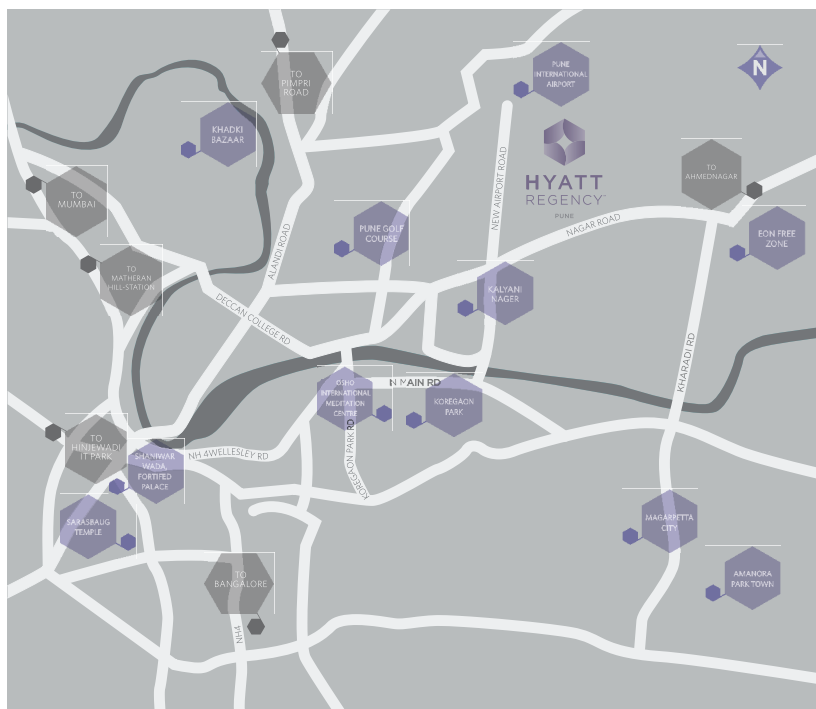 TO
PIMPRI
ROAD
PUNE
INTERNATIONAL
AIRPORT
N
KHADKI
BAZAAR
HYATT
REGENCY™
PUNE
TO
AHMEDNAGAR
TO
MUMBAI
NEW AIRPORT ROAD
PUNE GOLF
COURSE
NAGAR ROAD
EON FREE
ZONE
ALANDI ROAD
TO
MATHERAN
HILL-STATION
KALYANI
NAGER
DECCAN COLLEGE RD
KHARADI RD
OSHO
INTERNATIONAL
MEDITATION
CENTRE
N MAIN RD
KOREGAON
PARK
KOREGAON PARK RD
TO
HINJEWADI
IT PARK
SHANIWAR
WADA,
FORTIFIED
PALACE
NH 4WELLESLEY RD
SARASBAUG
TEMPLE
MAGARPETTA
CITY
TO
BANGALORE
AMANORA
PARK TOWN
NH4